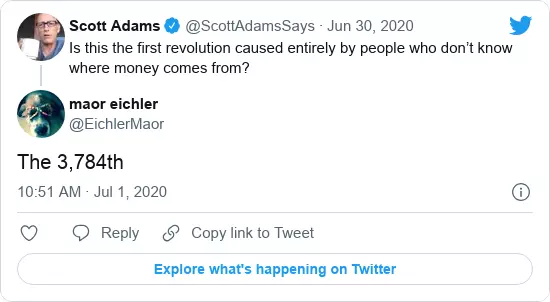 Scott Adams @ScottAdamsSays · Jun 30, 2020
Is this the first revolution caused entirely by people who don’t know
where money comes from?
maor eichler
@EichlerMaor
The 3,784th
10:51 AM · Jul 1, 2020
Reply Copy link to Tweet
Explore what's happening on Twitter